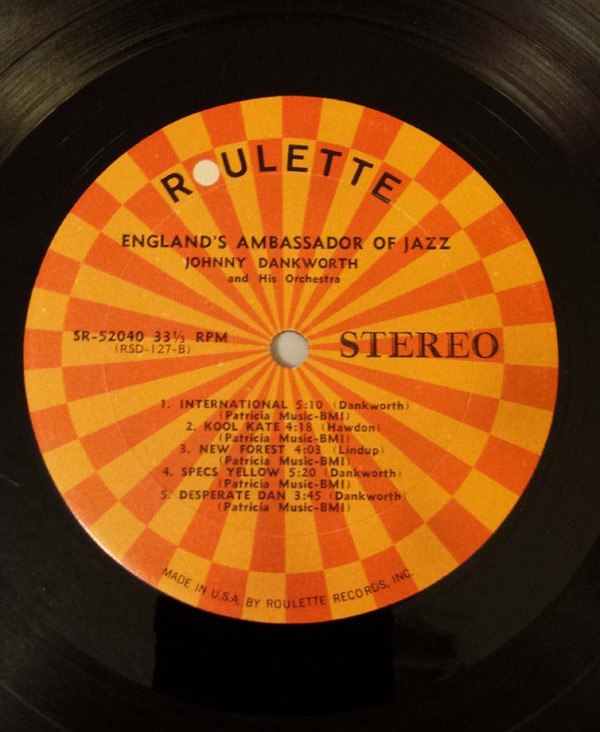 ROULETTE
ENGLAND'S AMBASSADOR OF JAZZ
JOHNNY DANKWORTH
and His Orchestra
SR-52040 33⅓ RPM
(RSD-127-B)
STEREO
1. INTERNATIONAL 5:10 (Dankworth)
(Patricia Music-BMI)
2. KOOL KATE 4:18 (Hawdon)
(Patricia Music-BMI)
3. NEW FOREST 4:03 (Lindup)
(Patricia Music-BMI)
4. SPECS YELLOW 5:20 (Dankworth)
(Patricia Music-BMI)
5. DESPERATE DAN 3:45 (Dankworth)
(Patricia Music-BMI)
MADE IN U.S.A. BY ROULETTE RECORDS, INC.